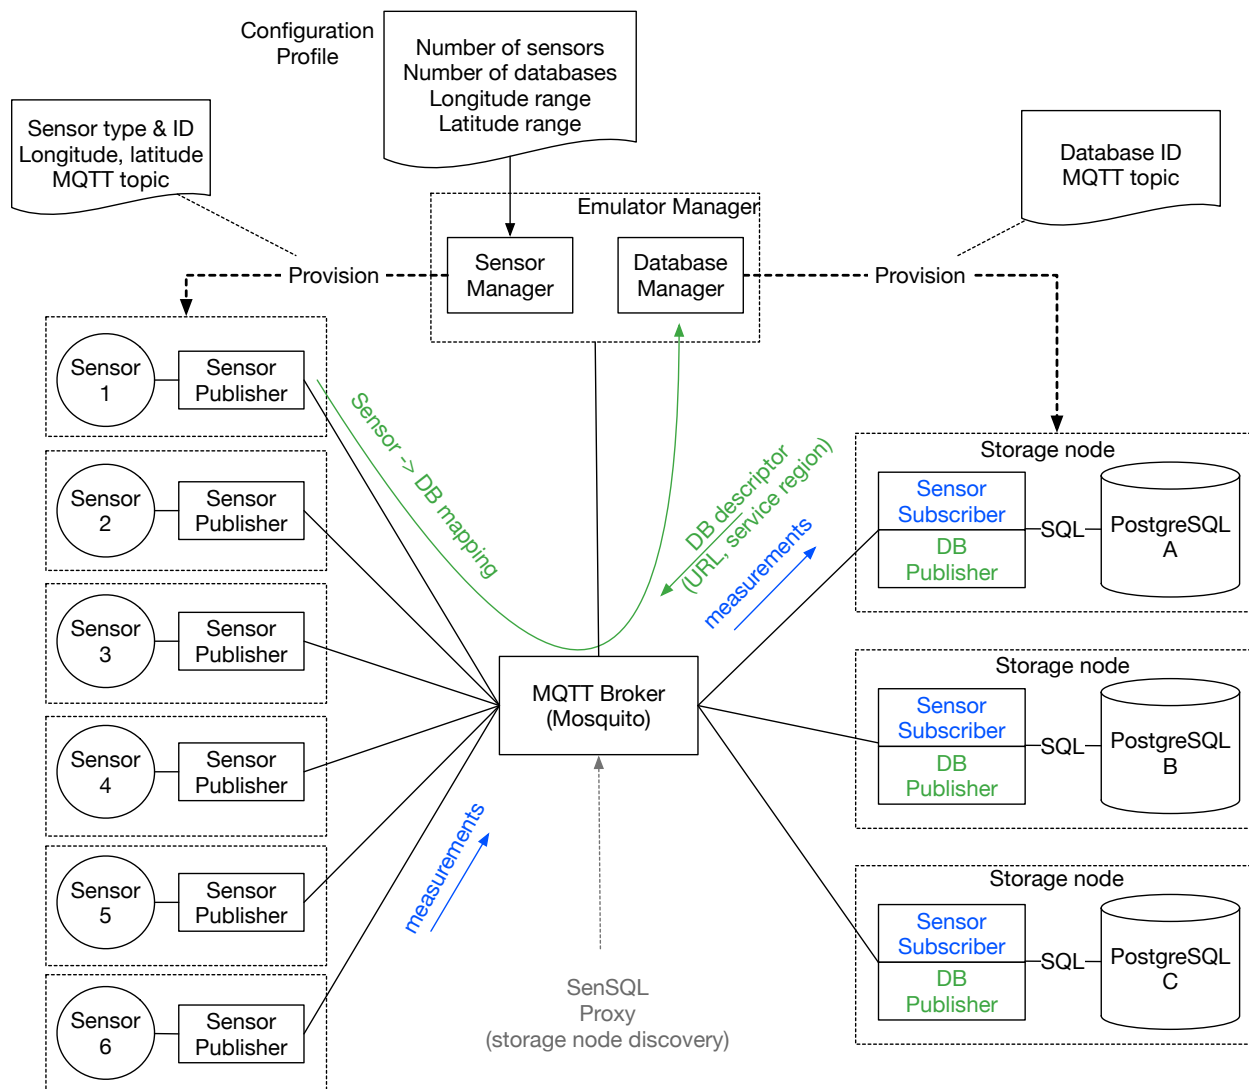 Configuration
Profile
Number of sensors
Number of databases
Longitude range
Latitude range
Sensor type & ID
Longitude, latitude
MQTT topic
Database ID
MQTT topic
Emulator Manager
Sensor
Manager
Database
Manager
Provision
Provision
Sensor
1
Sensor
Publisher
Sensor
2
Sensor
Publisher
Sensor
3
Sensor
Publisher
Sensor
4
Sensor
Publisher
Sensor
5
Sensor
Publisher
Sensor
6
Sensor
Publisher
Sensor -> DB mapping
DB descriptor
(URL, service region)
measurements
measurements
MQTT Broker
(Mosquito)
SenSQL
Proxy
(storage node discovery)
Storage node
Sensor
Subscriber
DB
Publisher
SQL
PostgreSQL
A
Storage node
Sensor
Subscriber
DB
Publisher
SQL
PostgreSQL
B
Storage node
Sensor
Subscriber
DB
Publisher
SQL
PostgreSQL
C